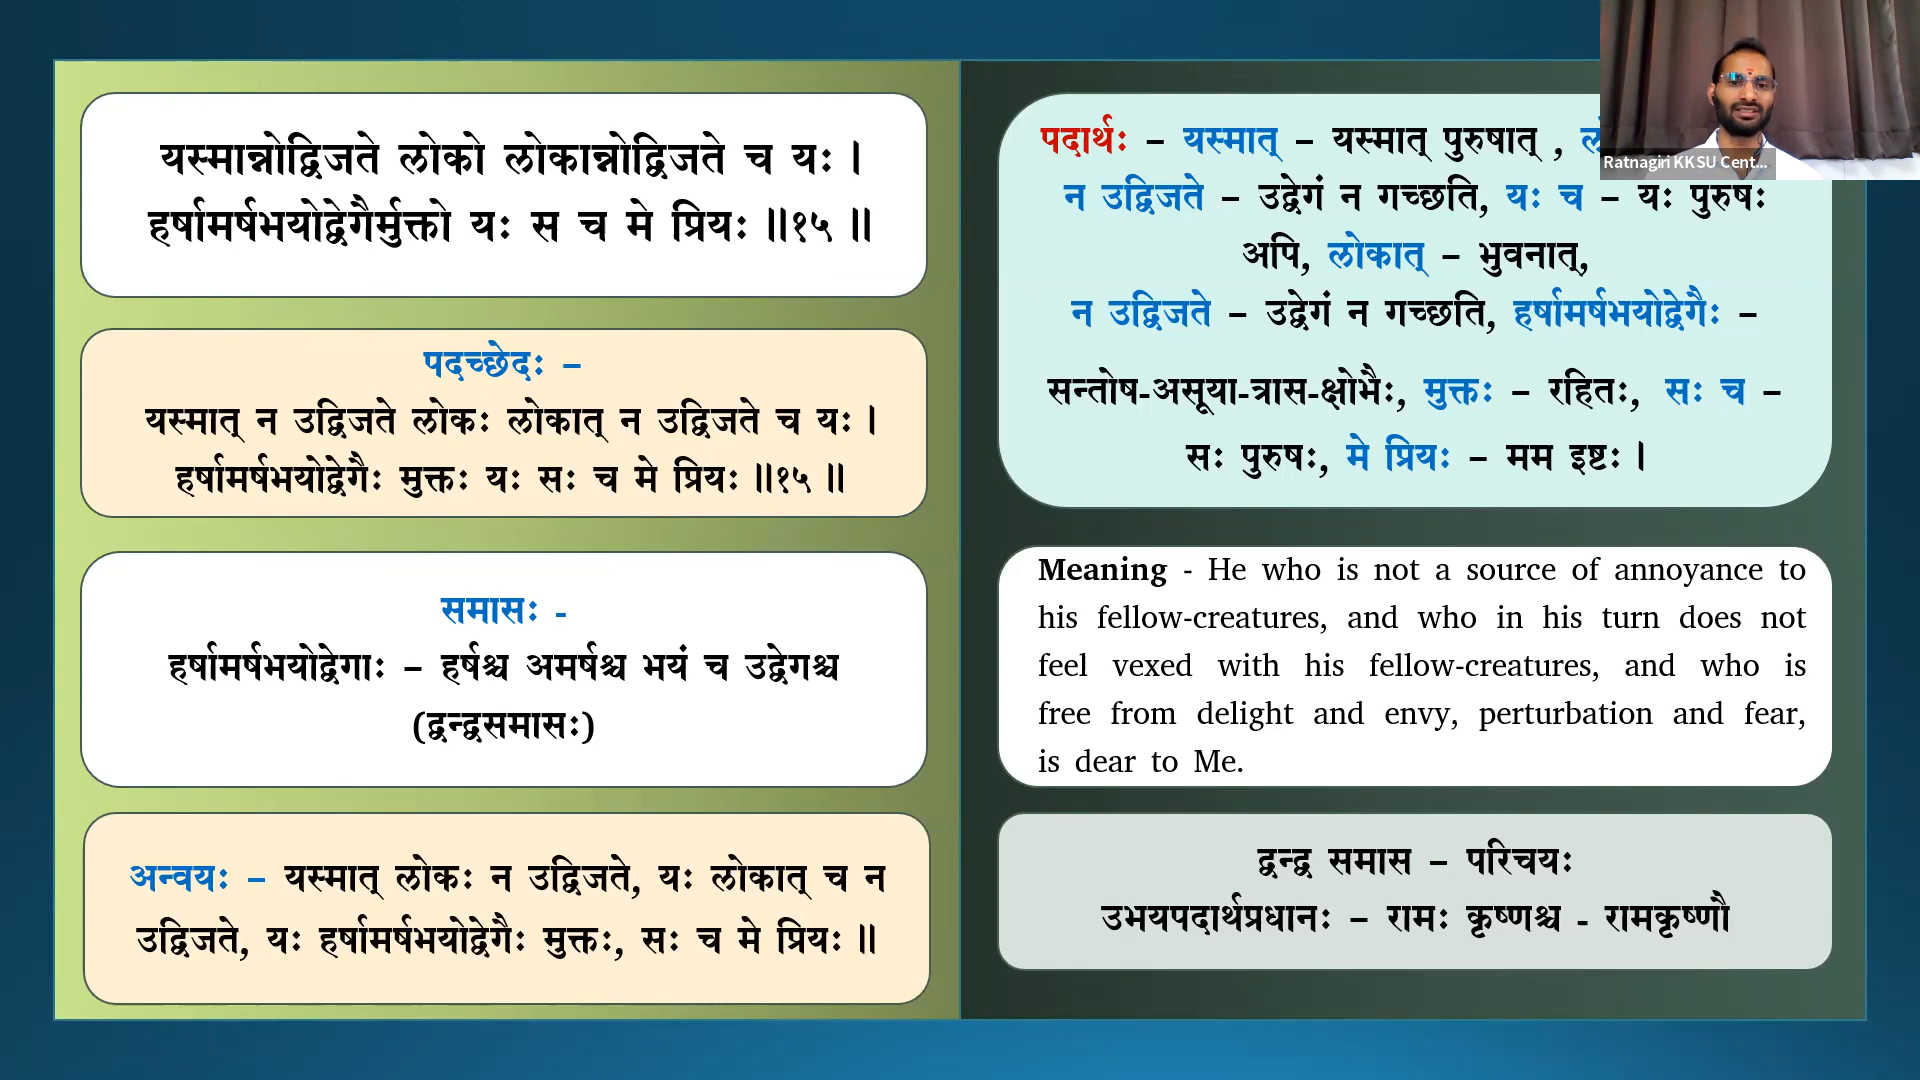 यस्मान्नोद्विजते लोको लोकान्नोद्विजते च यः ।
हर्षामर्षभयोद्वेगैर्मुक्तो यः स च मे प्रियः ॥१५॥
पदच्छेदः –
यस्मात् न उद्विजते लोकः लोकात् न उद्विजते च यः ।
हर्षामर्षभयोद्वेगैः मुक्तः यः सः च मे प्रियः ॥१५॥
समासः -
हर्षामर्षभयोद्वेगाः – हर्षश्च अमर्षश्च भयं च उद्वेगश्च
(द्वन्द्वसमासः)
अन्वयः – यस्मात् लोकः न उद्विजते, यः लोकात् च न
उद्विजते, यः हर्षामर्षभयोद्वेगैः मुक्तः, सः च मे प्रियः ॥
पदार्थः – यस्मात् – यस्मात् पुरुषात् ,
न उद्विजते – उद्वेगं न गच्छति, यः च – यः पुरुषः
अपि, लोकात् – भुवनात्,
न उद्विजते – उद्वेगं न गच्छति, हर्षामर्षभयोद्वेगैः –
सन्तोष-असूया-त्रास-क्षोभैः, मुक्तः – रहितः, सः च –
सः पुरुषः, मे प्रियः – मम इष्टः ।
Meaning - He who is not a source of annoyance to
his fellow-creatures, and who in his turn does not
feel vexed with his fellow-creatures, and who is
free from delight and envy, perturbation and fear,
is dear to Me.
द्वन्द्व समास – परिचयः
उभयपदार्थप्रधानः – रामः कृष्णश्च - रामकृष्णौ
Ratnagiri KKSU Cent...